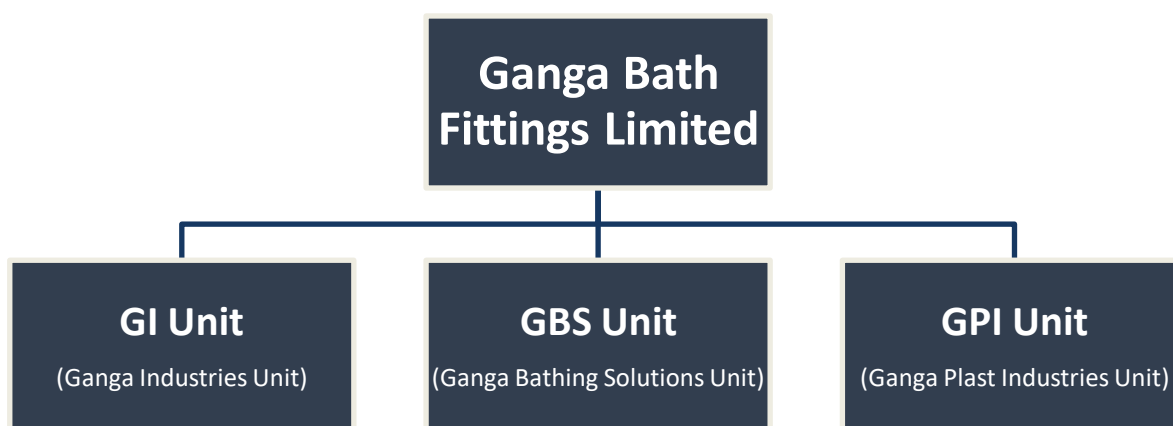 Ganga Bath
Fittings Limited
GI Unit
(Ganga Industries Unit)
GBS Unit
(Ganga Bathing Solutions Unit)
GPI Unit
(Ganga Plast Industries Unit)